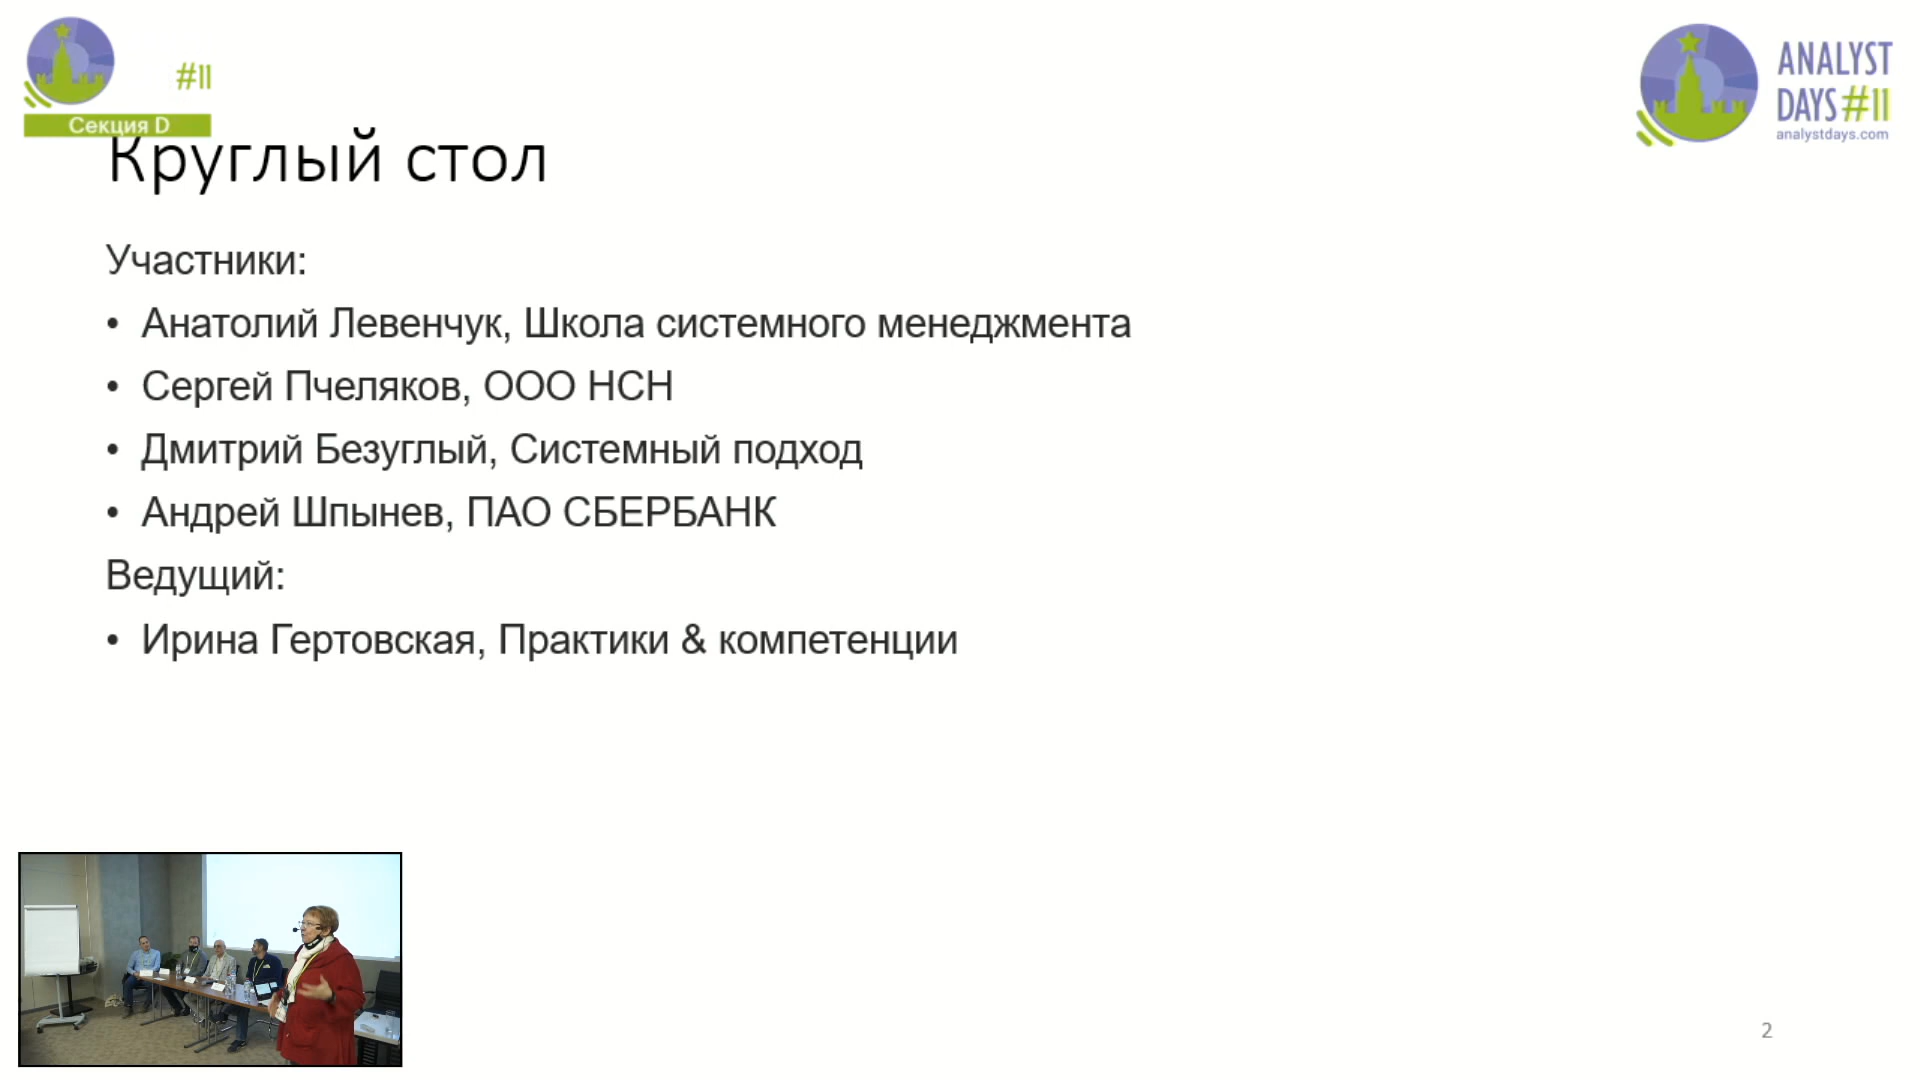 #11
Секция D
ANALYST
DAYS #11
analystdays.com
Круглый стол
Участники:
• Анатолий Левенчук, Школа системного менеджмента
• Сергей Пчеляков, ООО НСН
• Дмитрий Безуглый, Системный подход
• Андрей Шпынев, ПАО СБЕРБАНК
Ведущий:
• Ирина Гертовская, Практики & компетенции
2